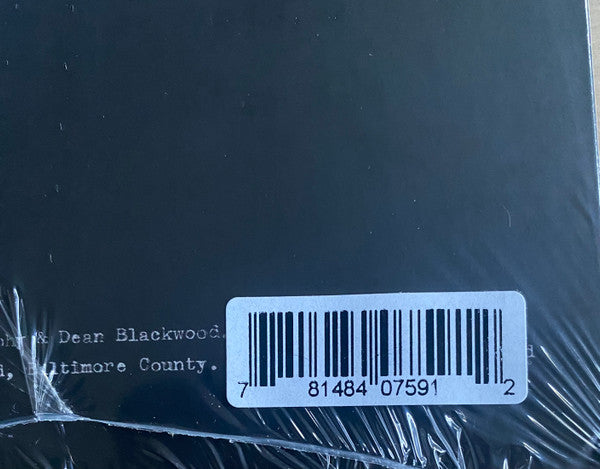 & Dean Blackwood
Baltimore County.
7 81484 07591 2